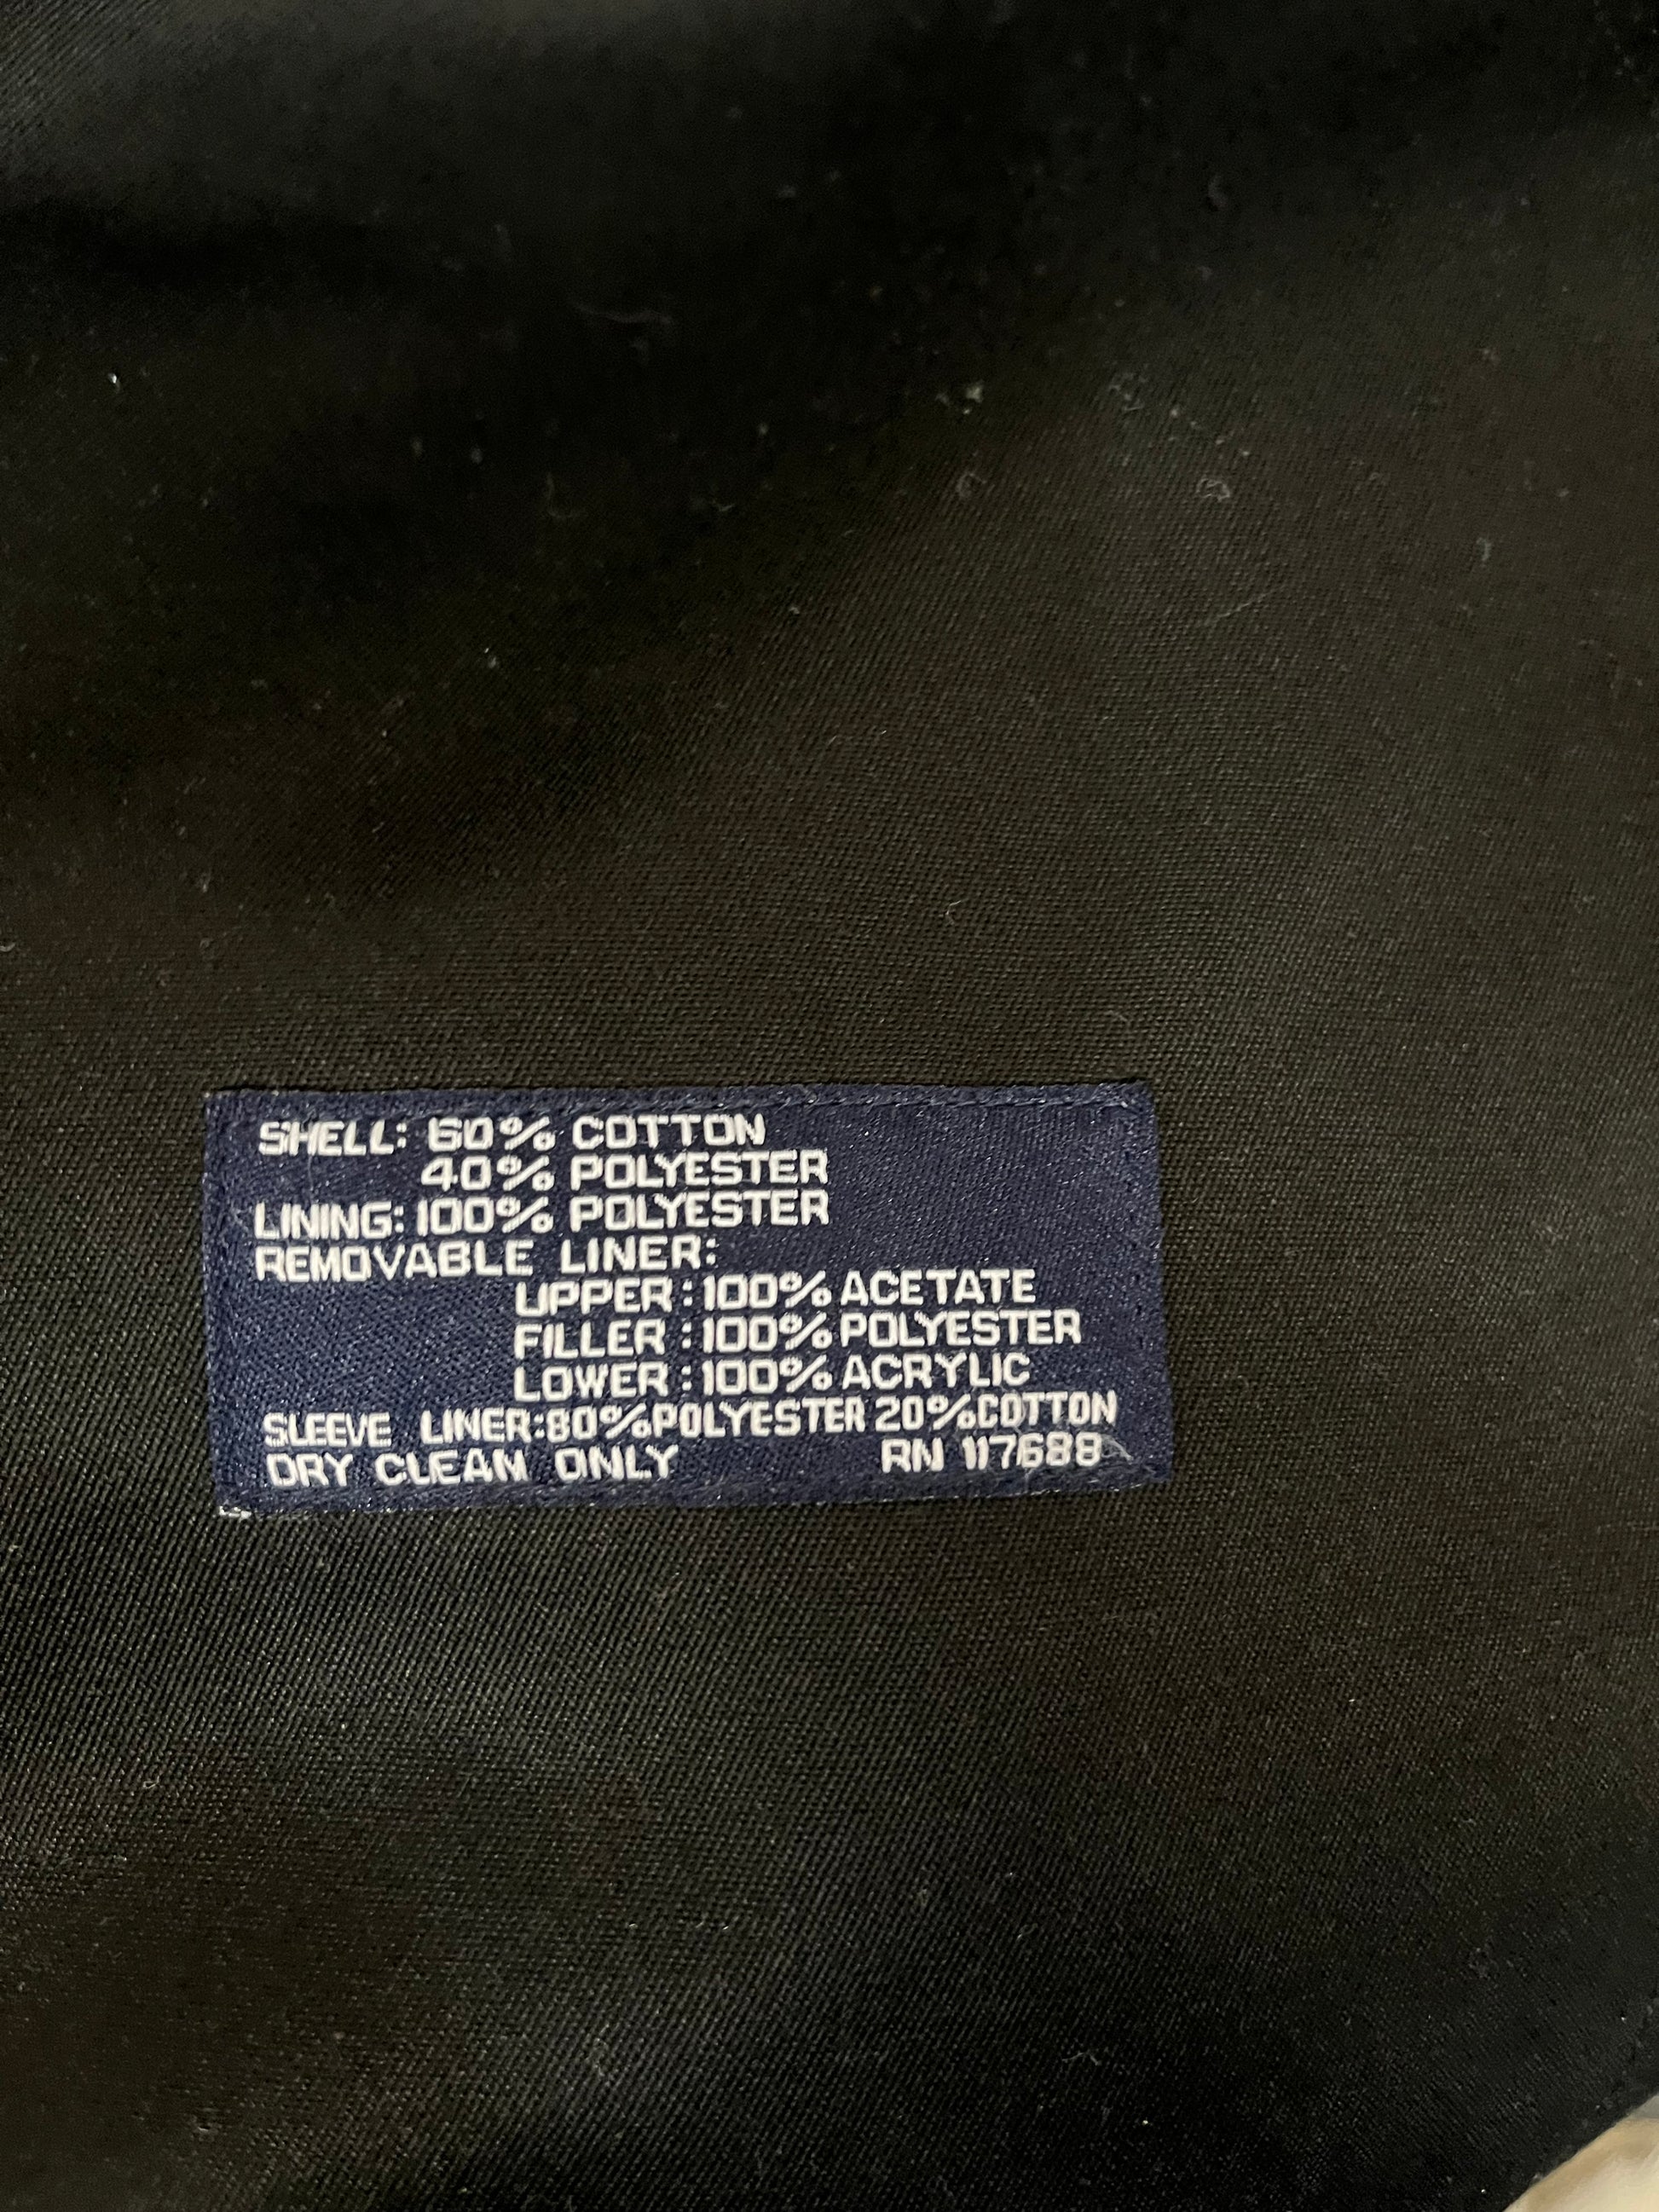 SHELL: 60% COTTON
40% POLYESTER
LINING: 100% POLYESTER
REMOVABLE LINER:
UPPER: 100% ACETATE
FILLER: 100% POLYESTER
LOWER: 100% ACRYLIC
SLEEVE LINER: 80% POLYESTER 20% COTTON
DRY CLEAN ONLY RN 117688